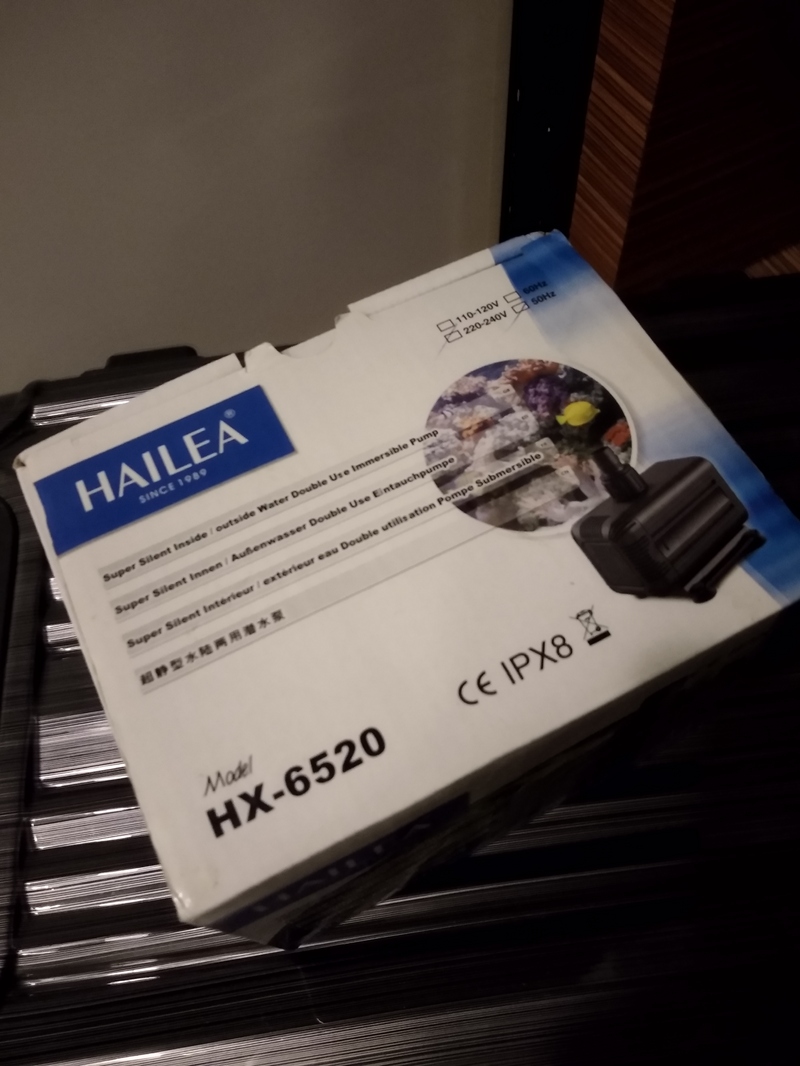 110-120V 60Hz
220-240V 50Hz
HAILEA®
SINCE 1989
Super Silent Inside / outside Water Double Use Immersible Pump
Super Silent Innen / Außenwasser Double Use Eintauchpumpe
Super Silent Intérieur / extérieur eau Double utilisation Pompe Submersible
超静型水陆两用潜水泵
CE IPX8
Model
HX-6520
HAILEA